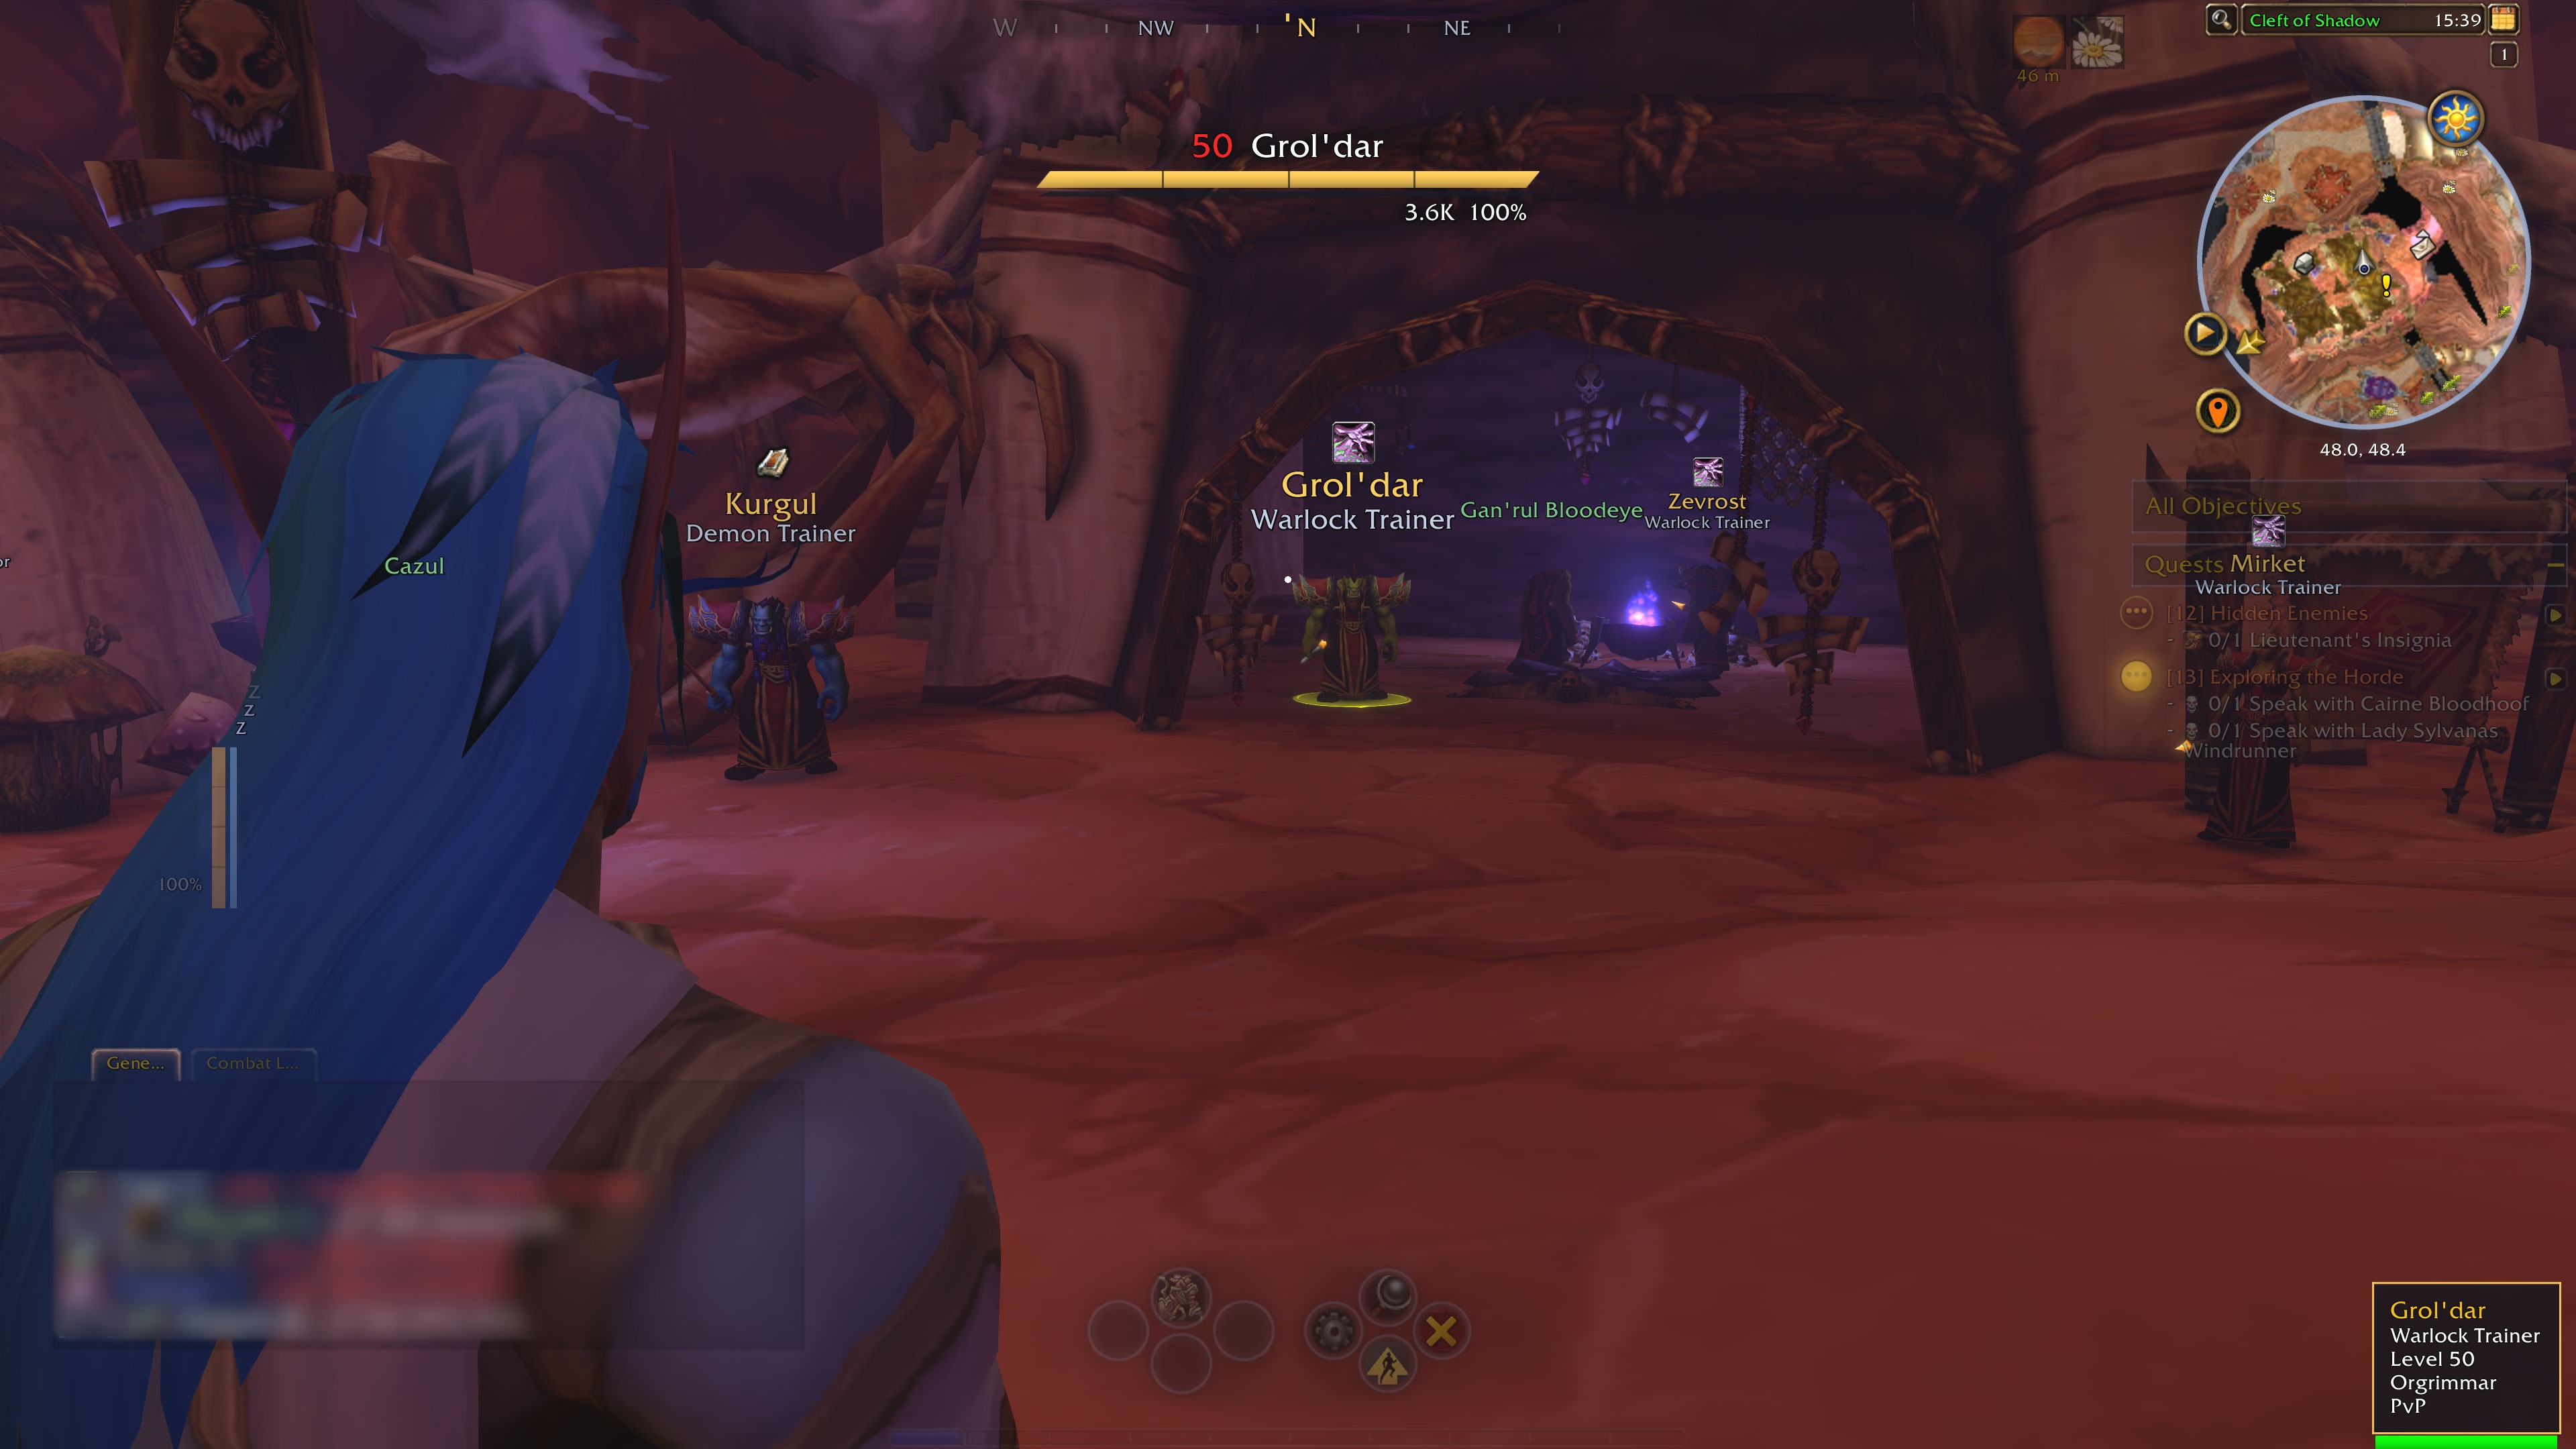 W NW N NE
46 m
Cleft of Shadow 15:39
1
50 Grol'dar
3.6K 100%
48.0, 48.4
Kurgul
Demon Trainer
Grol'dar
Warlock Trainer
Gan'rul Bloodeye
Zevrost
Warlock Trainer
Cazul
or
All Objectives
Quests
Mirket
Warlock Trainer
[12] Hidden Enemies
- 0/1 Lieutenant's Insignia
[13] Exploring the Horde
- 0/1 Speak with Cairne Bloodhoof
- 0/1 Speak with Lady Sylvanas
Windrunner
z
z
z
100%
Gene... Combat L...
Grol'dar
Warlock Trainer
Level 50
Orgrimmar
PvP